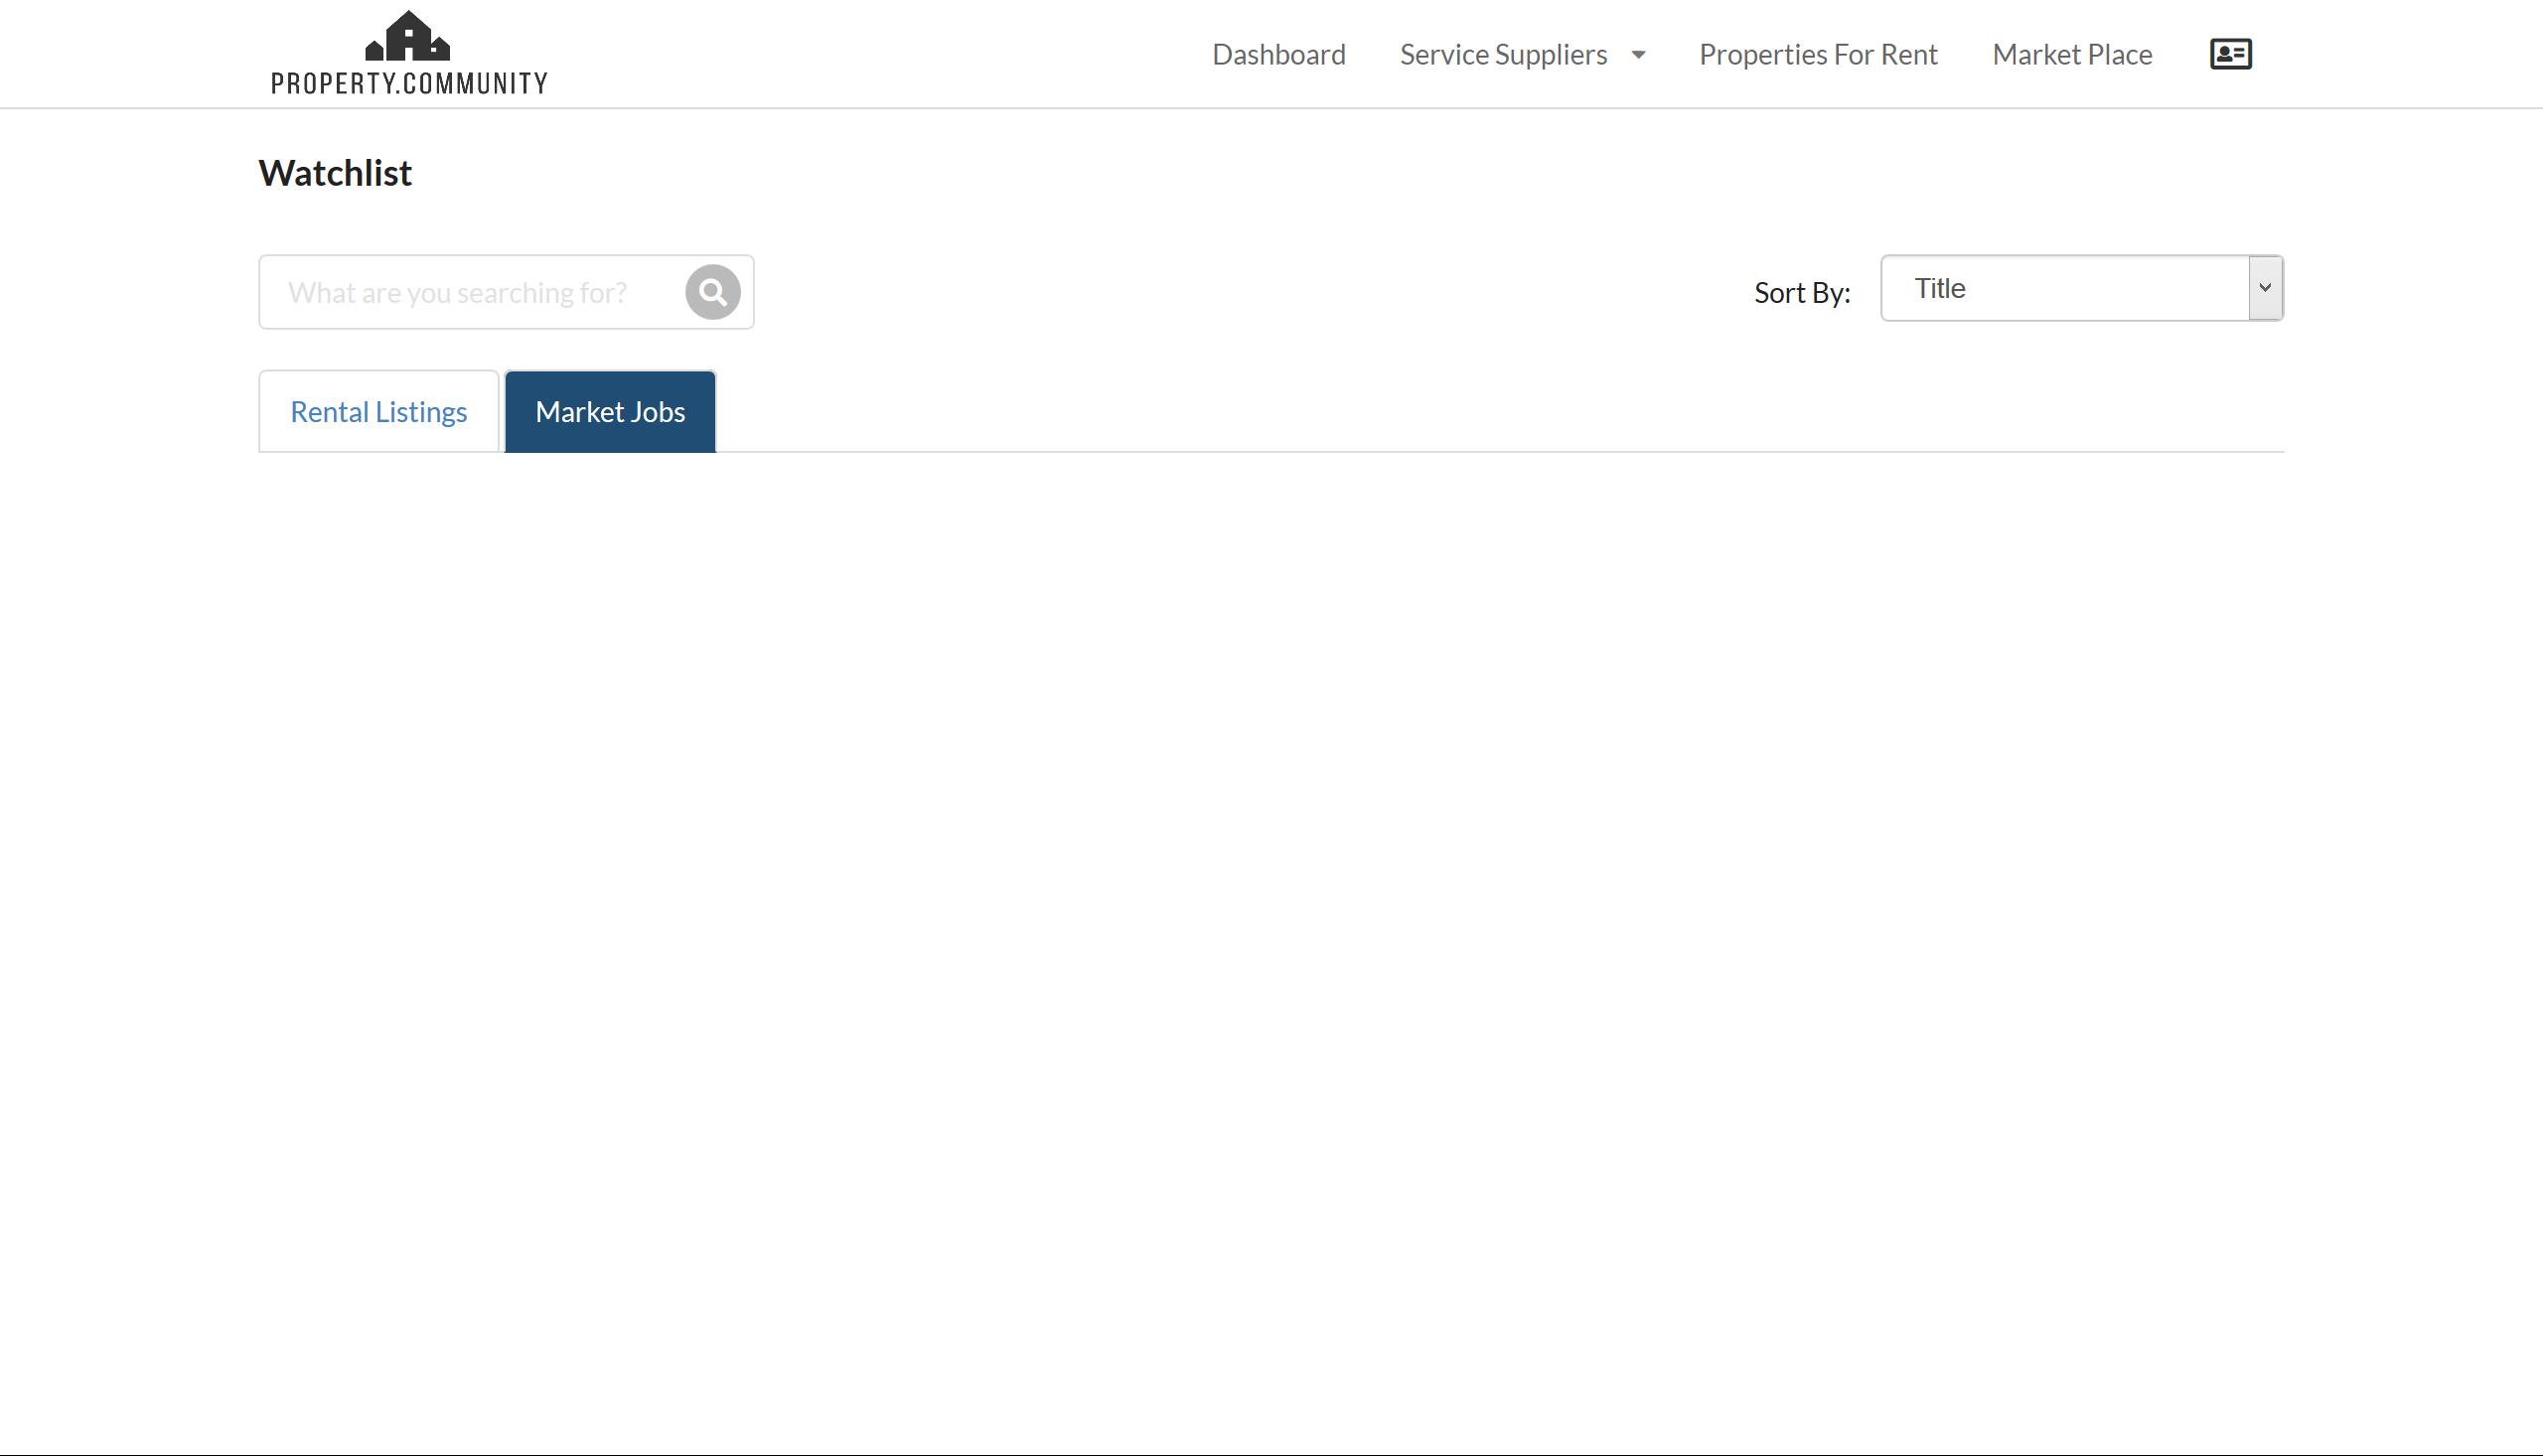 PROPERTY.COMMUNITY
Dashboard Service Suppliers Properties For Rent Market Place
Watchlist
What are you searching for?
Sort By: Title
Rental Listings Market Jobs